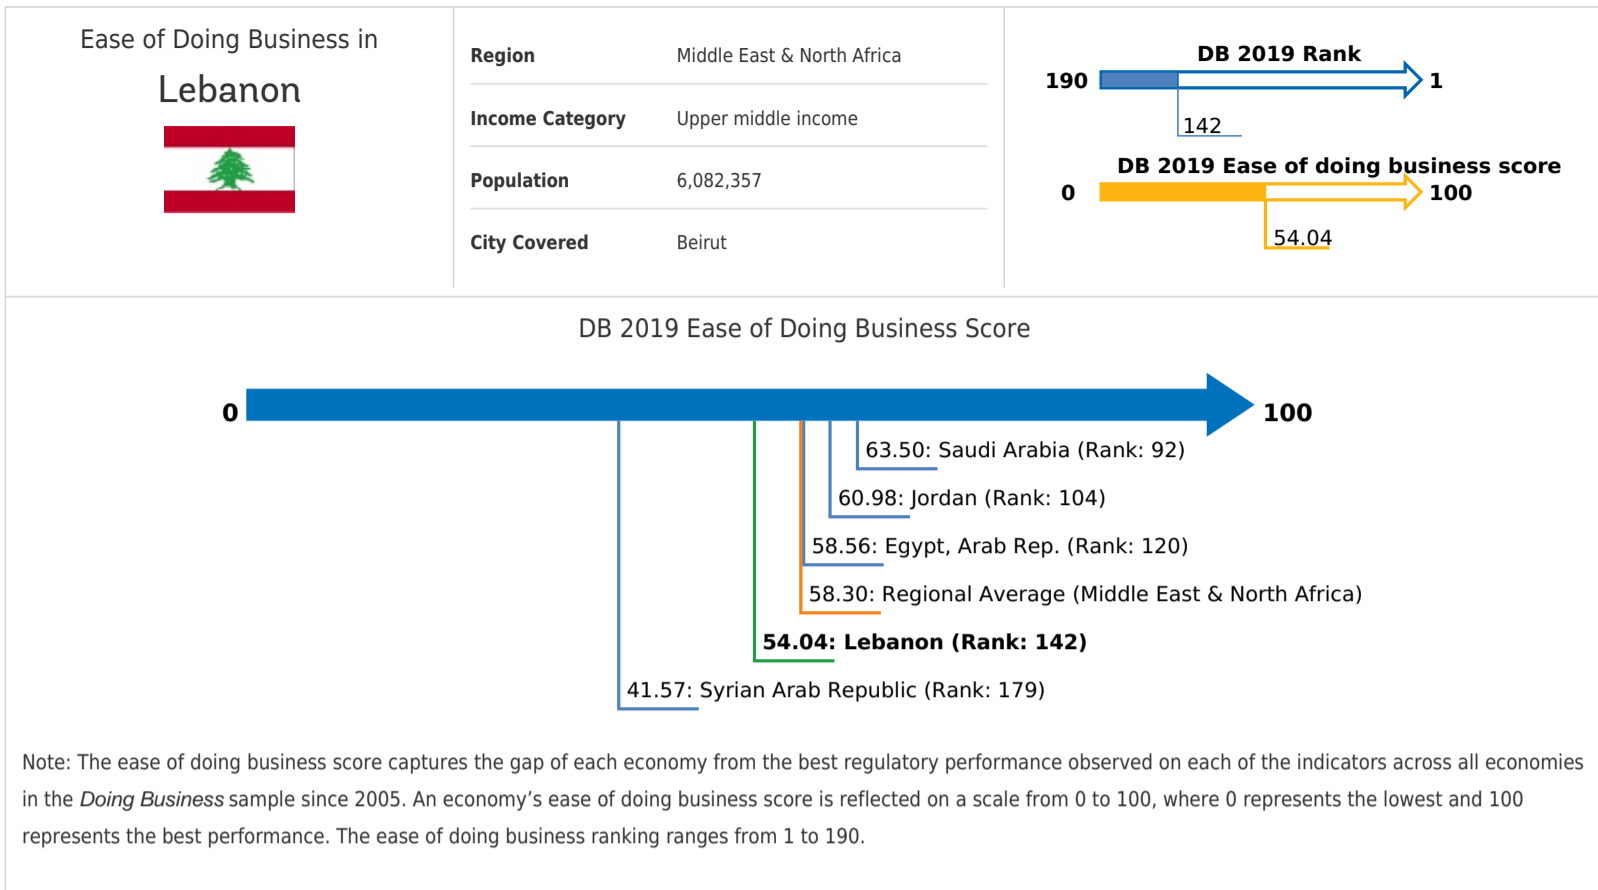 Ease of Doing Business in
Lebanon
Region Middle East & North Africa
Income Category Upper middle income
Population 6,082,357
City Covered Beirut
DB 2019 Rank
190 1
142
DB 2019 Ease of doing business score
0 100
54.04
DB 2019 Ease of Doing Business Score
0 100
63.50: Saudi Arabia (Rank: 92)
60.98: Jordan (Rank: 104)
58.56: Egypt, Arab Rep. (Rank: 120)
58.30: Regional Average (Middle East & North Africa)
54.04: Lebanon (Rank: 142)
41.57: Syrian Arab Republic (Rank: 179)
Note: The ease of doing business score captures the gap of each economy from the best regulatory performance observed on each of the indicators across all economies
in the Doing Business sample since 2005. An economy’s ease of doing business score is reflected on a scale from 0 to 100, where 0 represents the lowest and 100
represents the best performance. The ease of doing business ranking ranges from 1 to 190.